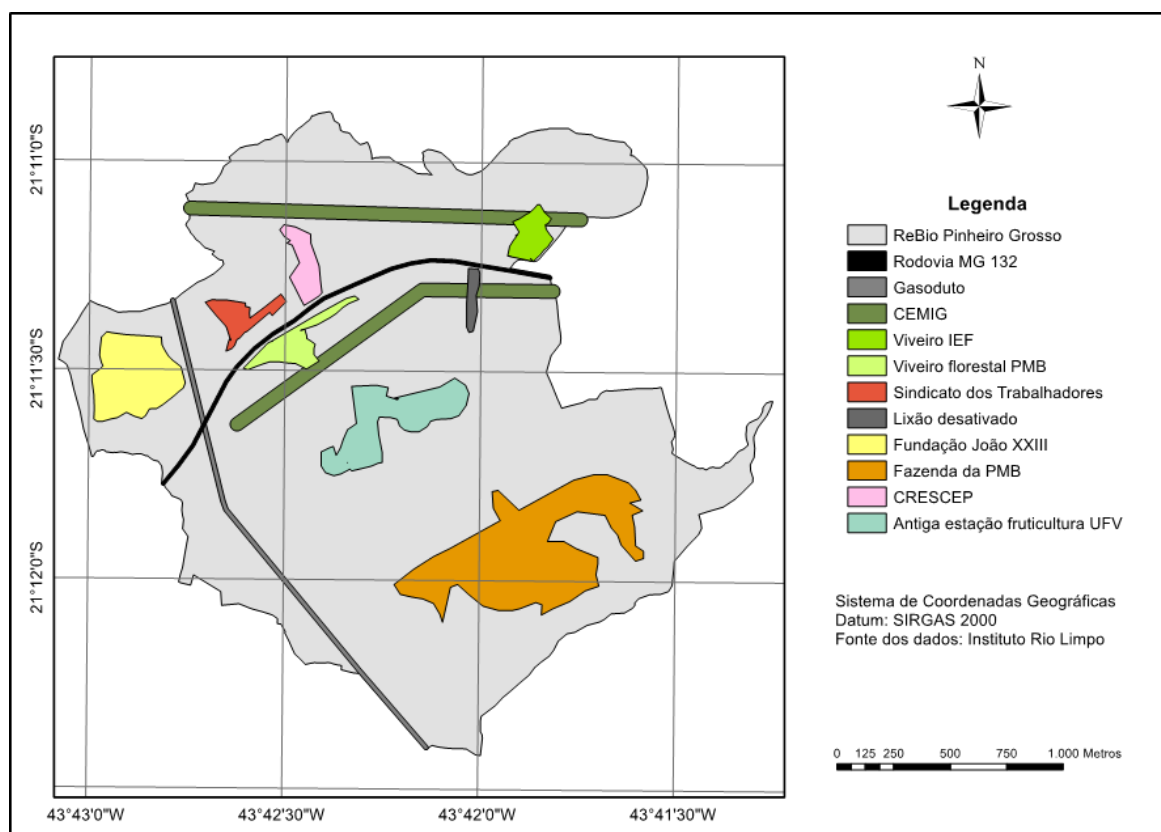 N
21°11'0"S
21°11'30"S
21°12'0"S
43°43'0"W
43°42'30"W
43°42'0"W
43°41'30"W
Legenda
ReBio Pinheiro Grosso
Rodovia MG 132
Gasoduto
CEMIG
Viveiro IEF
Viveiro florestal PMB
Sindicato dos Trabalhadores
Lixão desativado
Fundação João XXIII
Fazenda da PMB
CRESCEP
Antiga estação fruticultura UFV
Sistema de Coordenadas Geográficas
Datum: SIRGAS 2000
Fonte dos dados: Instituto Rio Limpo
0 125 250 500 750 1.000 Metros